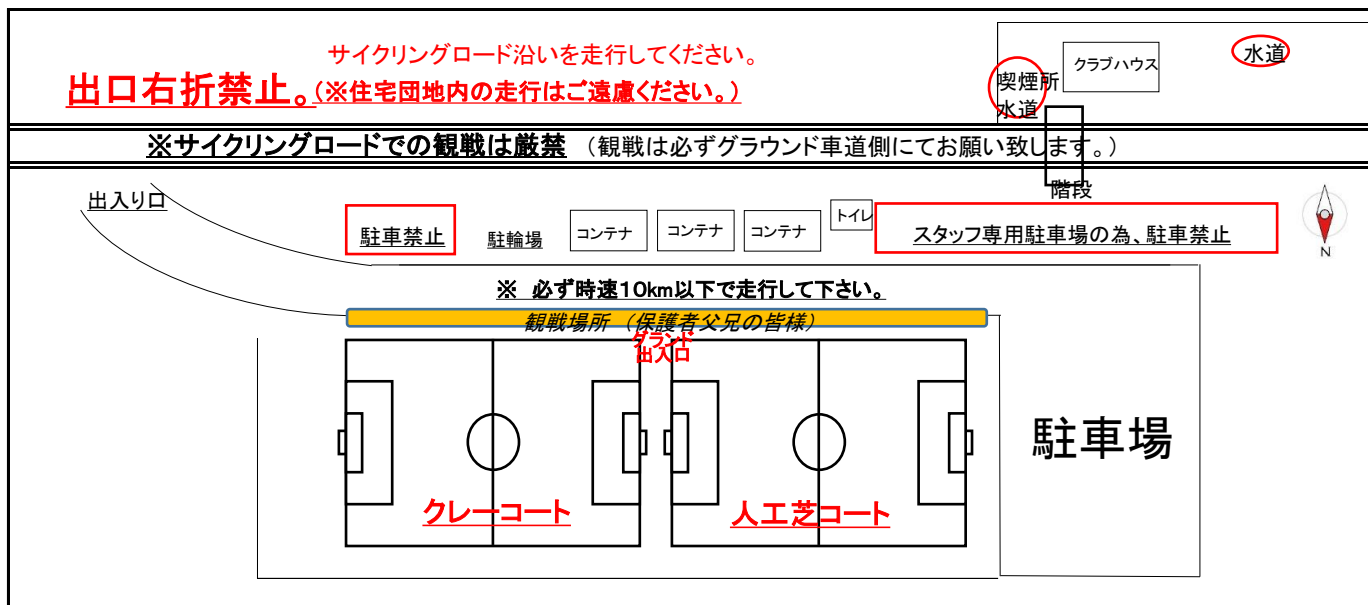 サイクリングロード沿いを走行してください。
出口右折禁止。(※住宅団地内の走行はご遠慮ください。)
クラブハウス
水道
喫煙所
水道
※サイクリングロードでの観戦は厳禁 (観戦は必ずグラウンド車道側にてお願い致します。)
階段
出入り口
駐車禁止
駐輪場
コンテナ
コンテナ
コンテナ
トイレ
スタッフ専用駐車場の為、駐車禁止
N
※ 必ず時速10km以下で走行して下さい。
観戦場所 (保護者父兄の皆様)
グランド
出入口
駐車場
クレーコート
人工芝コート